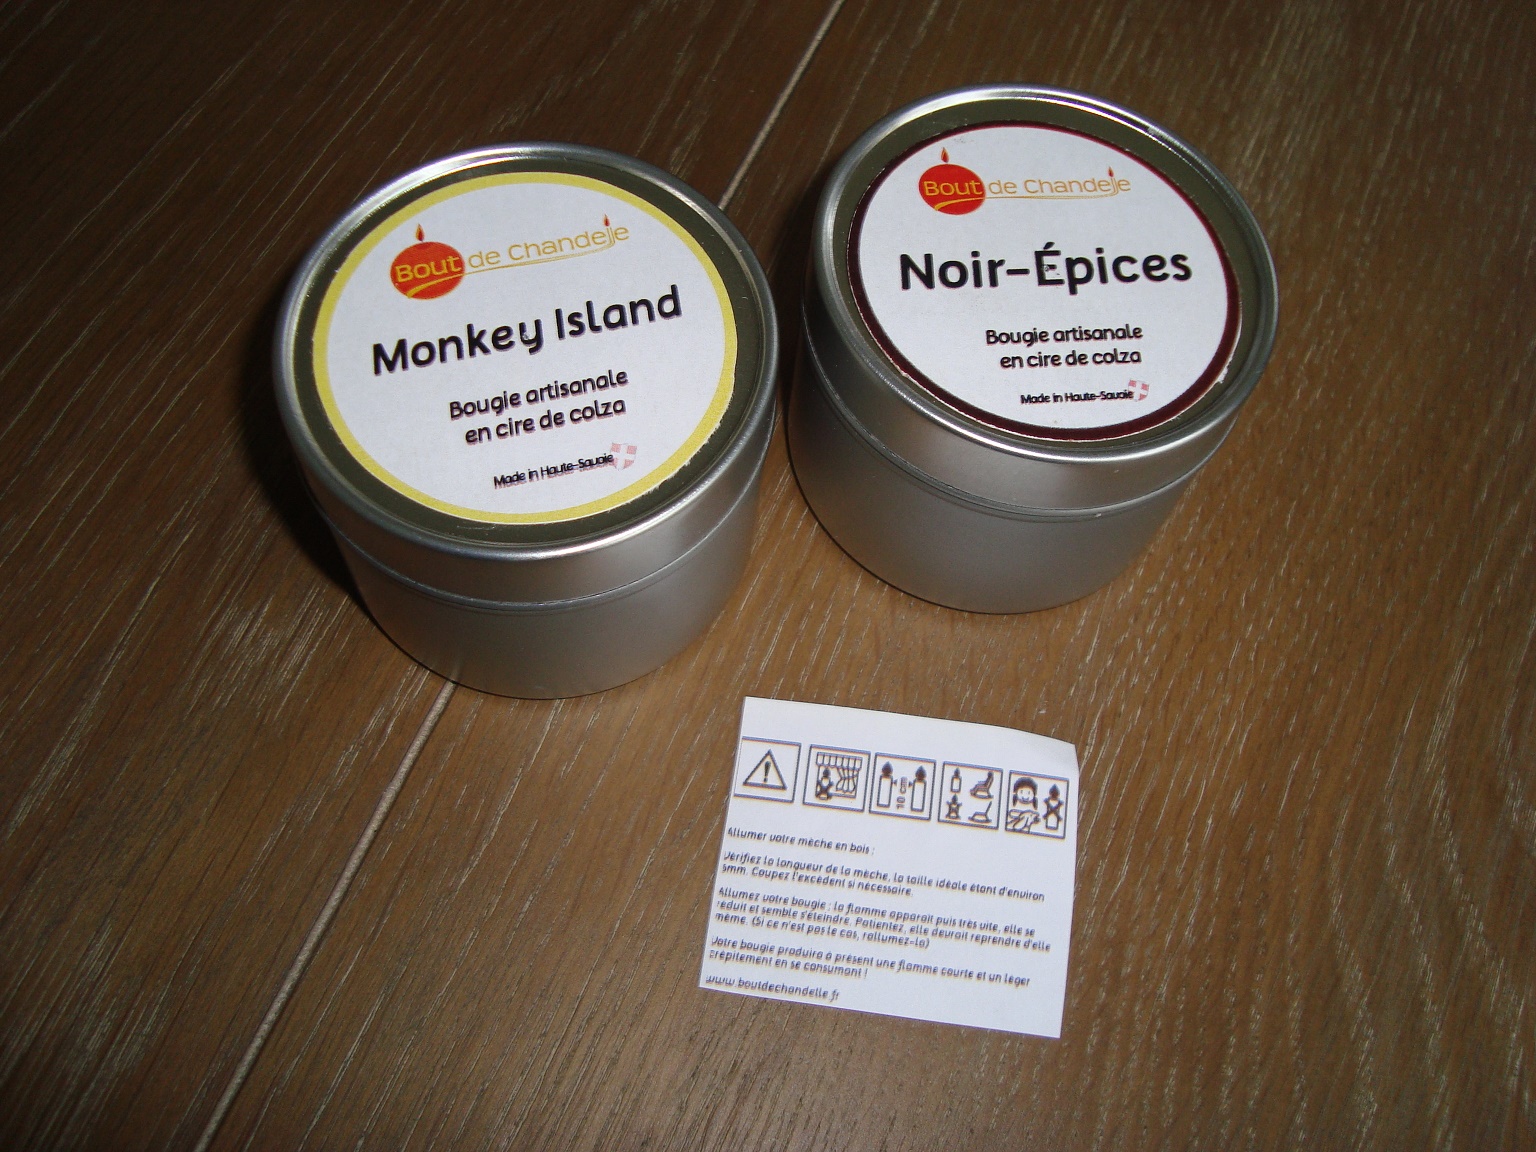 Bout de Chandelle
Monkey Island
Bougie artisanale
en cire de colza
Made in Haute-Savoie
Bout de Chandelle
Noir-Épices
Bougie artisanale
en cire de colza
Made in Haute-Savoie
Allumer votre mèche en bois :
Vérifiez la longueur de la mèche, la taille idéale étant d'environ
5mm. Coupez l'excédent si nécessaire.
Allumez votre bougie : la flamme apparaît puis très vite, elle se
réduit et semble s'éteindre. Patientez, elle devrait reprendre d'elle
même. (Si ce n'est pas le cas, rallumez-la)
Votre bougie produira à présent une flamme courte et un léger
crépitement en se consumant !
www.boutdechandelle.fr